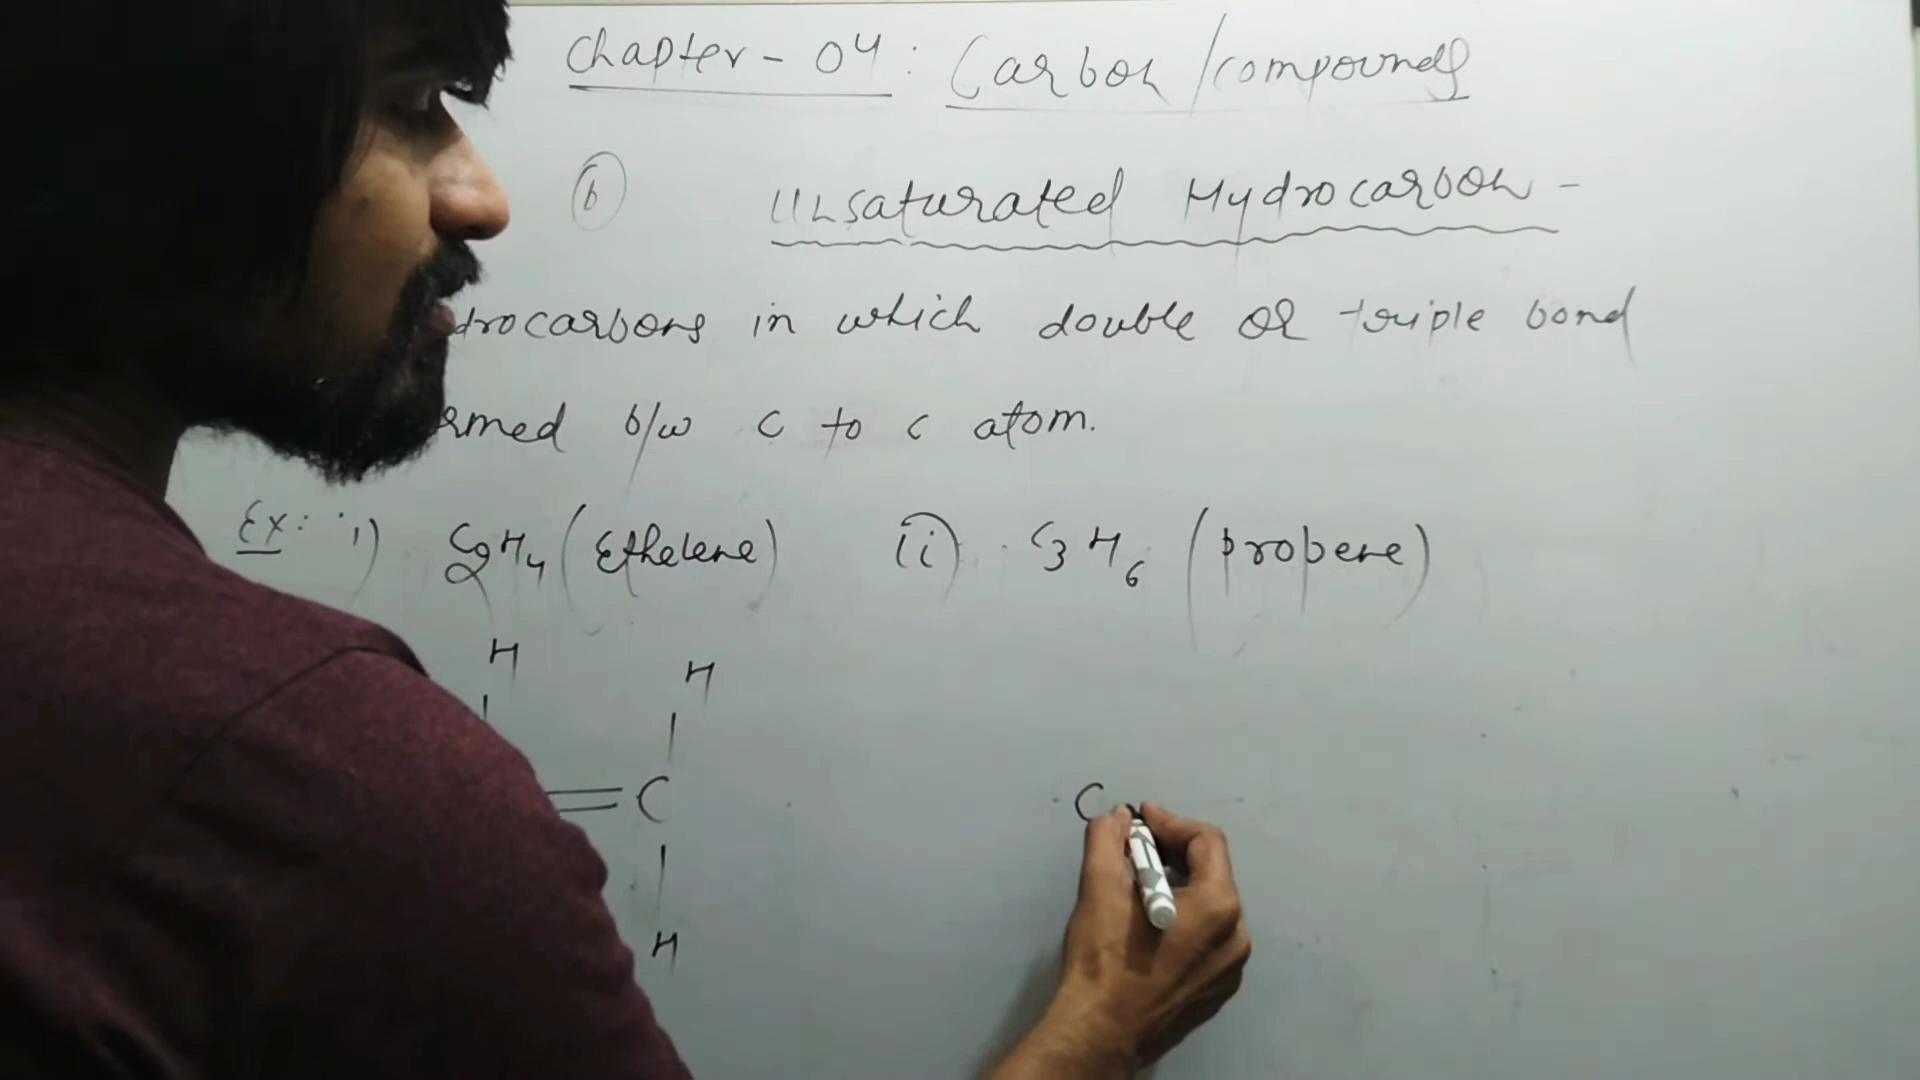 Chapter - 04 : Carbon/compounds
b Unsaturated Hydrocarbon -
drocarbons in which double or triple bond
rmed b/w c to c atom.
Ex: i) C2H4 (Ethelene) ii) C3H6 (propene)
H H
= C C
H